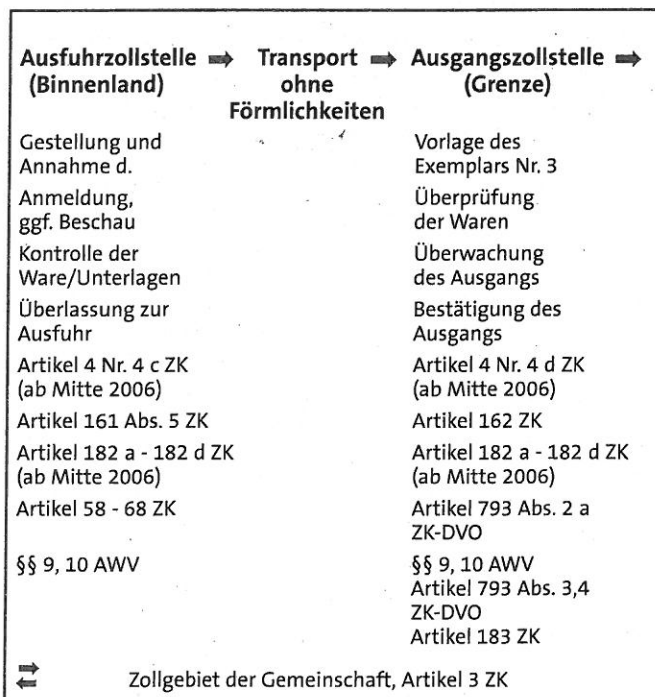 Ausfuhrzollstelle ➡ Transport ➡ Ausgangszollstelle ➡
(Binnenland) ohne (Grenze)
Förmlichkeiten
Gestellung und
Annahme d.
Anmeldung,
ggf. Beschau
Kontrolle der
Ware/Unterlagen
Überlassung zur
Ausfuhr
Artikel 4 Nr. 4 c ZK
(ab Mitte 2006)
Artikel 161 Abs. 5 ZK
Artikel 182 a - 182 d ZK
(ab Mitte 2006)
Artikel 58 - 68 ZK
§§ 9, 10 AWV
Vorlage des
Exemplars Nr. 3
Überprüfung
der Waren
Überwachung
des Ausgangs
Bestätigung des
Ausgangs
Artikel 4 Nr. 4 d ZK
(ab Mitte 2006)
Artikel 162 ZK
Artikel 182 a - 182 d ZK
(ab Mitte 2006)
Artikel 793 Abs. 2 a
ZK-DVO
§§ 9, 10 AWV
Artikel 793 Abs. 3,4
ZK-DVO
Artikel 183 ZK
Zollgebiet der Gemeinschaft, Artikel 3 ZK